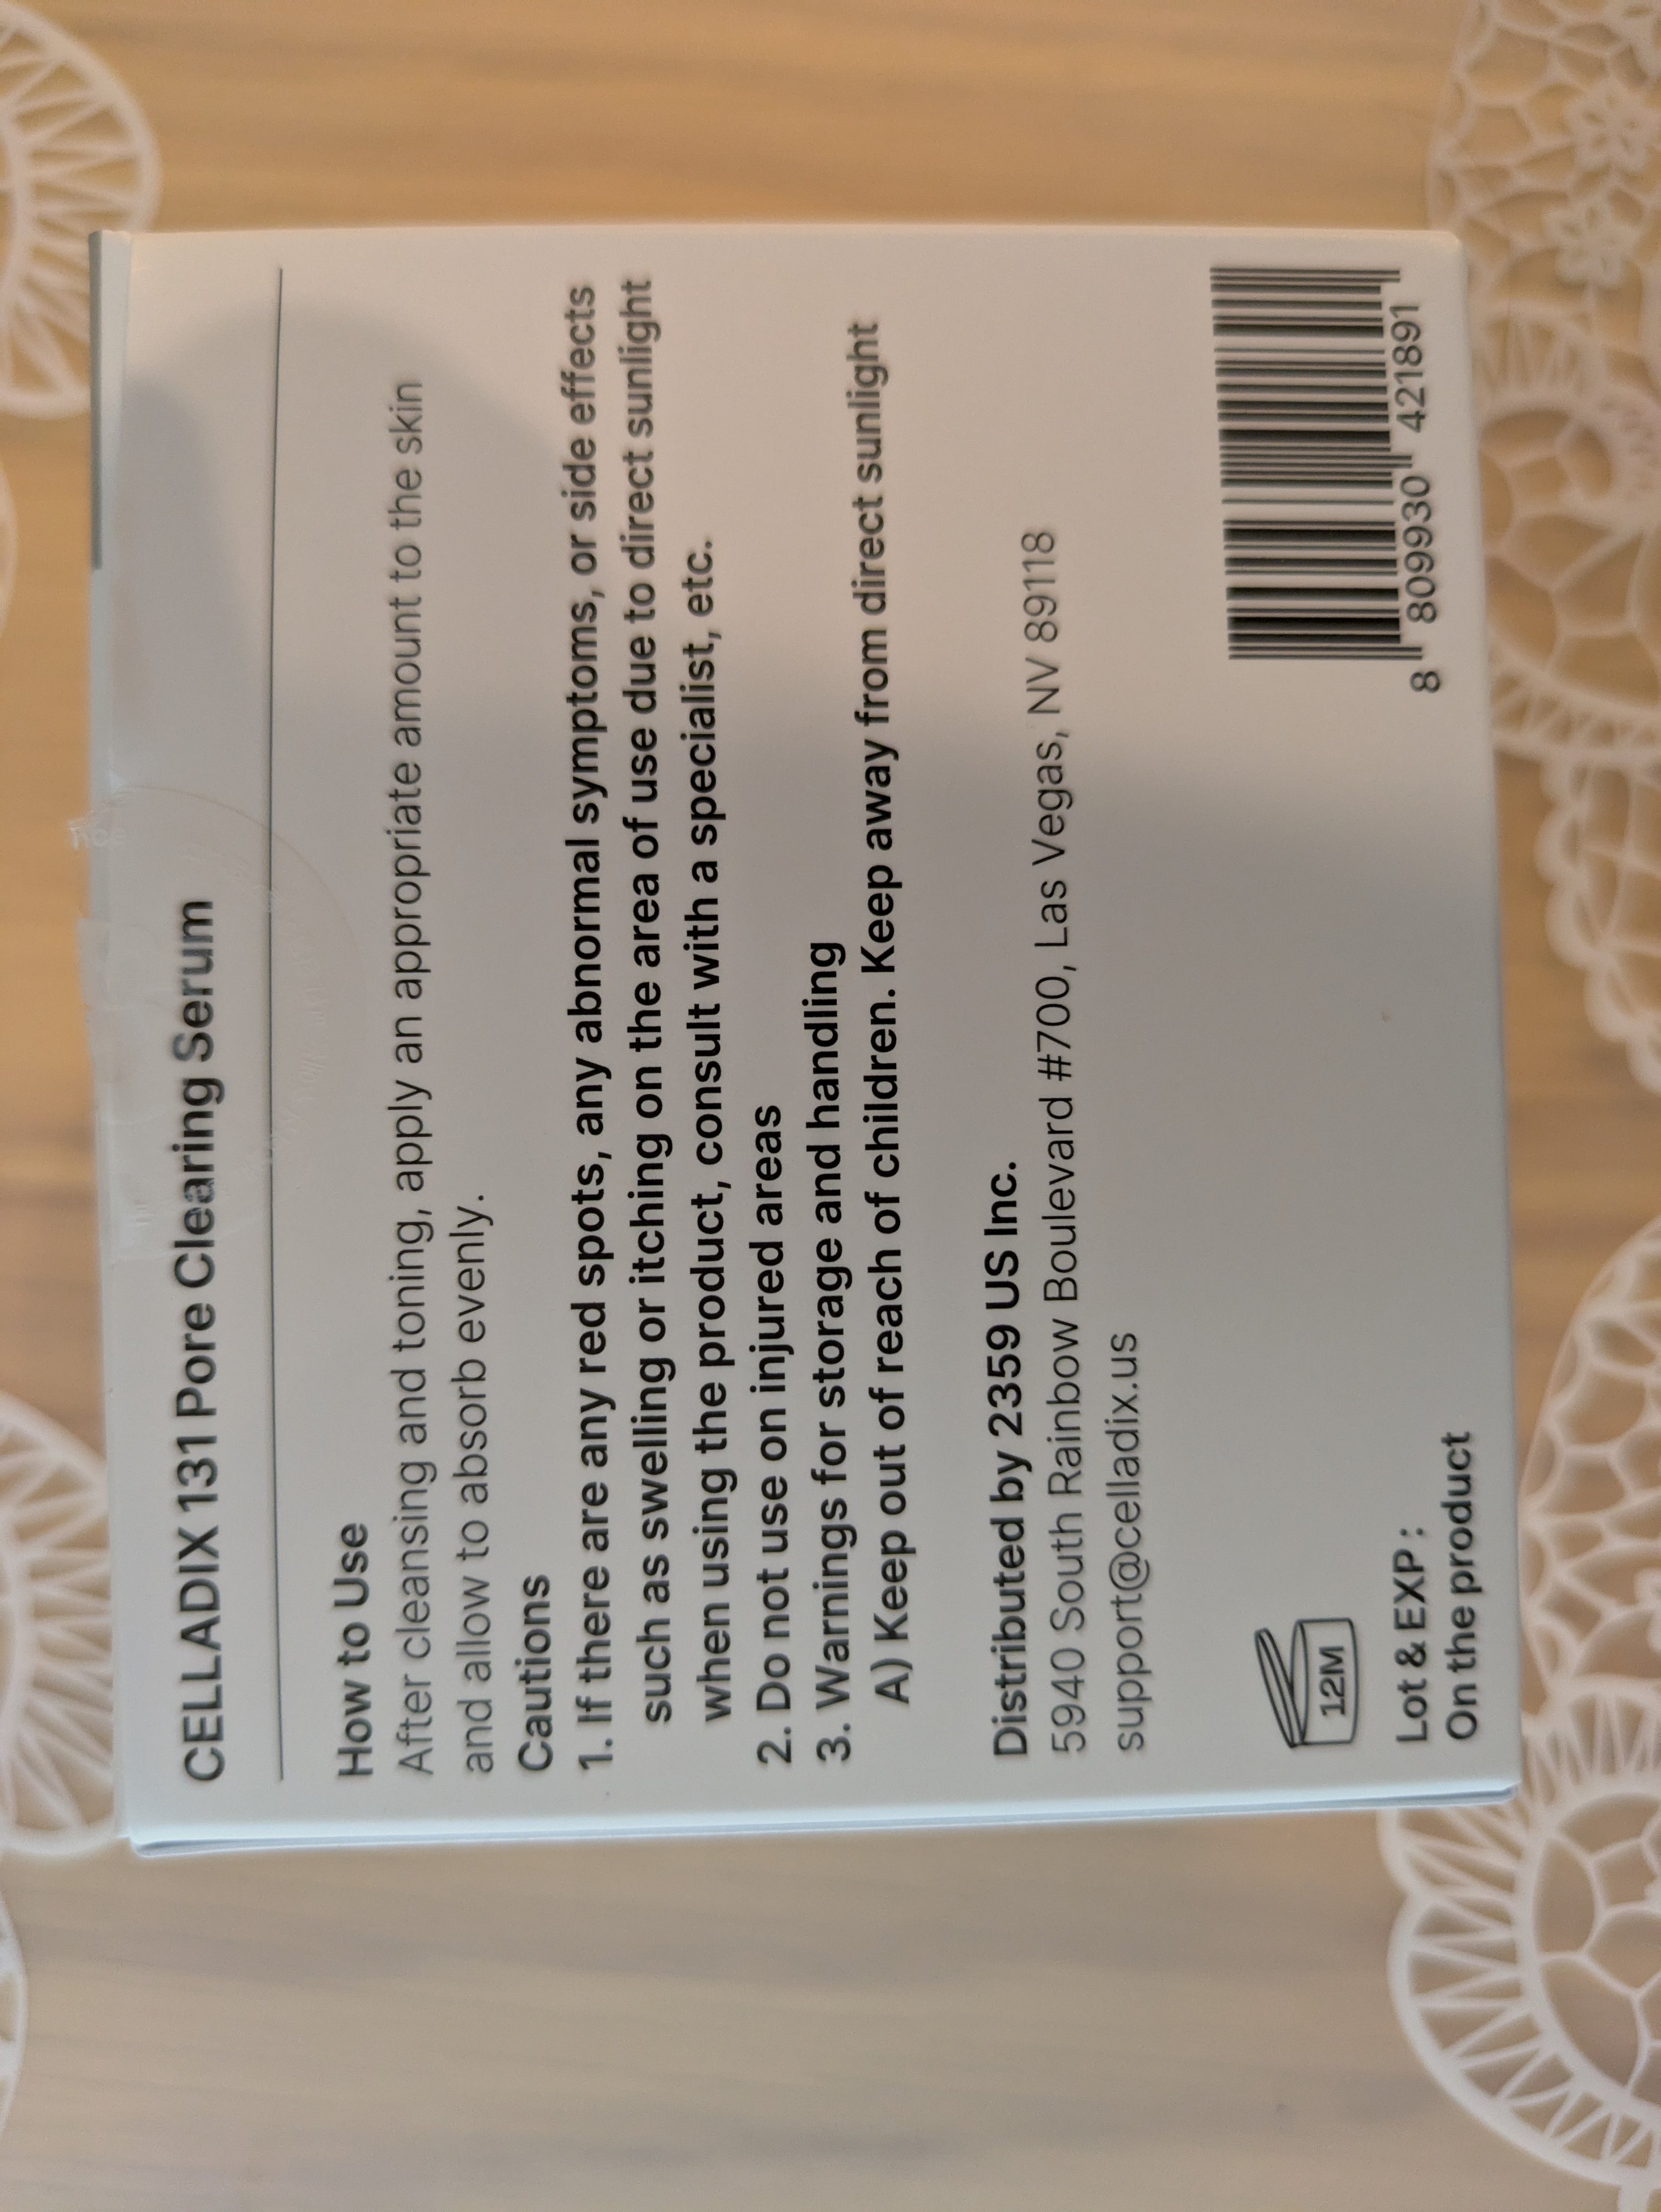 CELLADIX 131 Pore Clearing Serum
How to Use
After cleansing and toning, apply an appropriate amount to the skin
and allow to absorb evenly.
Cautions
1. If there are any red spots, any abnormal symptoms, or side effects
such as swelling or itching on the area of use due to direct sunlight
when using the product, consult with a specialist, etc.
2. Do not use on injured areas
3. Warnings for storage and handling
A) Keep out of reach of children. Keep away from direct sunlight
Distributed by 2359 US Inc.
5940 South Rainbow Boulevard #700, Las Vegas, NV 89118
support@celladix.us
12M
Lot & EXP :
On the product
8 809930 421891